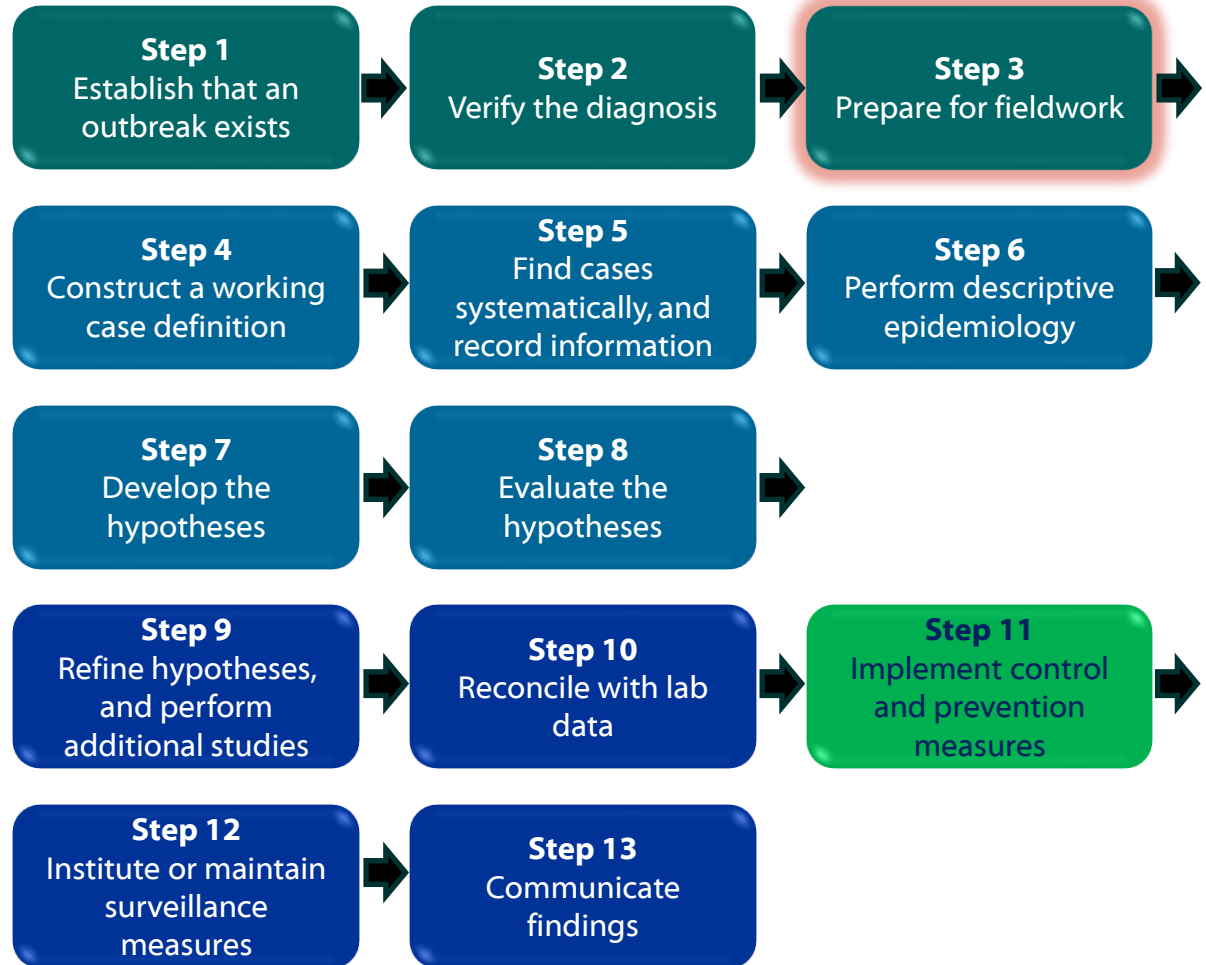 Step 1
Establish that an
outbreak exists
Step 2
Verify the diagnosis
Step 3
Prepare for fieldwork
Step 4
Construct a working
case definition
Step 5
Find cases
systematically, and
record information
Step 6
Perform descriptive
epidemiology
Step 7
Develop the
hypotheses
Step 8
Evaluate the
hypotheses
Step 9
Refine hypotheses,
and perform
additional studies
Step 10
Reconcile with lab
data
Step 11
Implement control
and prevention
measures
Step 12
Institute or maintain
surveillance
measures
Step 13
Communicate
findings